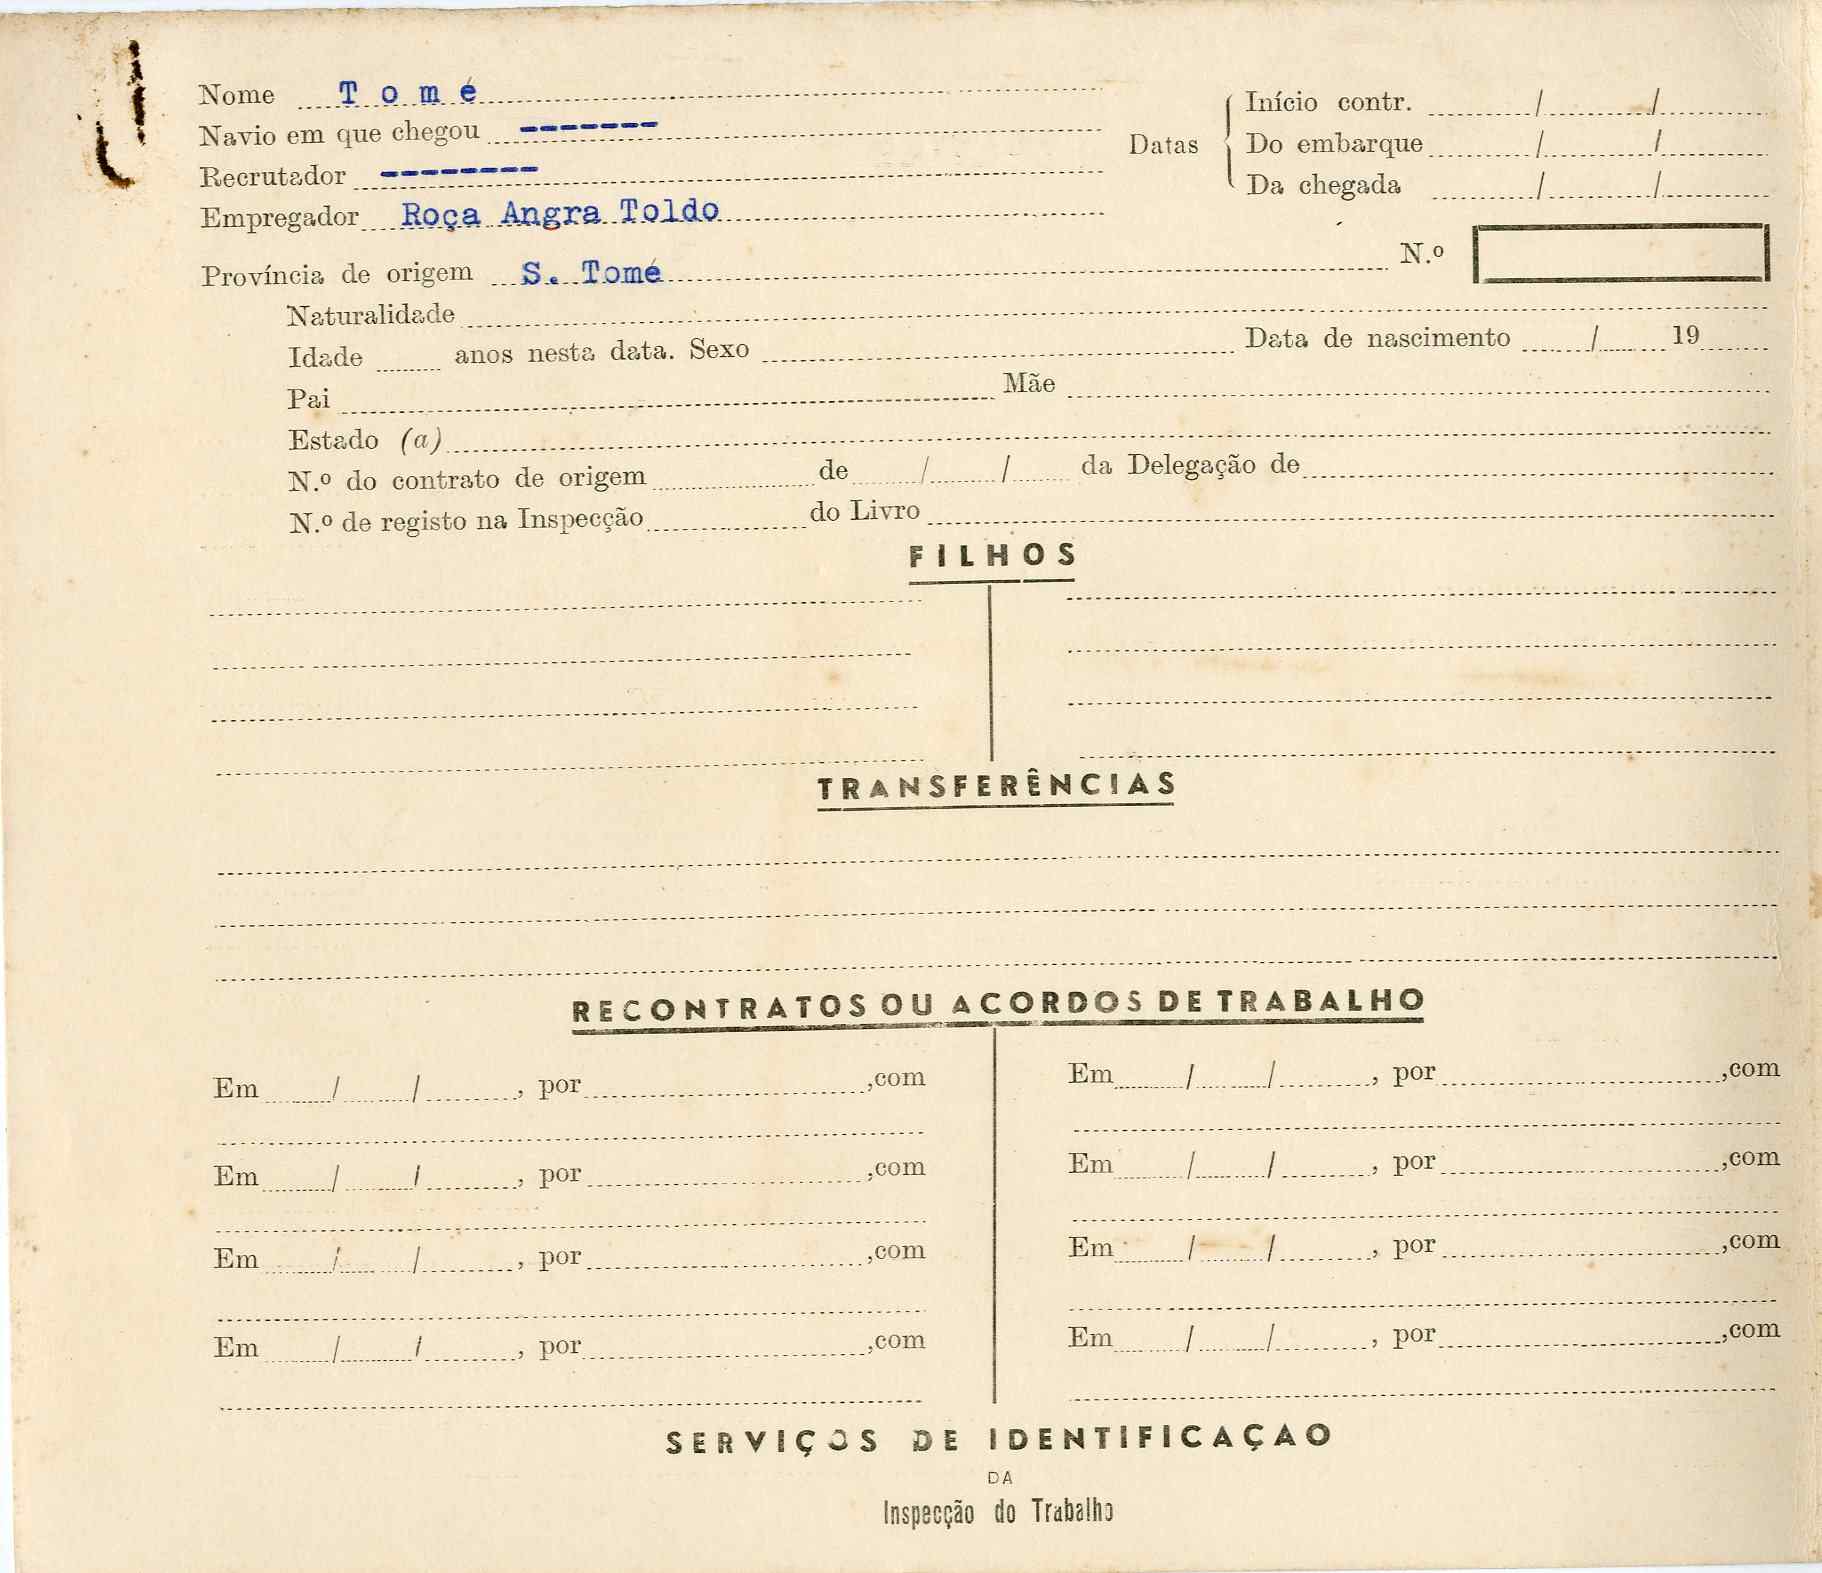 Nome T o m é
Navio em que chegou --------
Recrutador --------
Empregador Roça Angra Toldo
Datas
Início contr. / /
Do embarque / /
Da chegada / /
Província de origem S. Tomé N.º
Naturalidade
Idade anos nesta data. Sexo Data de nascimento / 19
Pai Mãe
Estado (a)
N.º do contrato de origem de / / da Delegação de
N.º de registo na Inspecção do Livro
FILHOS
TRANSFERÊNCIAS
RECONTRATOS OU ACORDOS DE TRABALHO
Em / / , por ,com
Em / / , por ,com
Em / / , por ,com
Em / / , por ,com
Em / / , por ,com
Em / / , por ,com
Em / / , por ,com
Em / / , por ,com
SERVIÇOS DE IDENTIFICAÇAO
DA
Inspecção do Trabalho